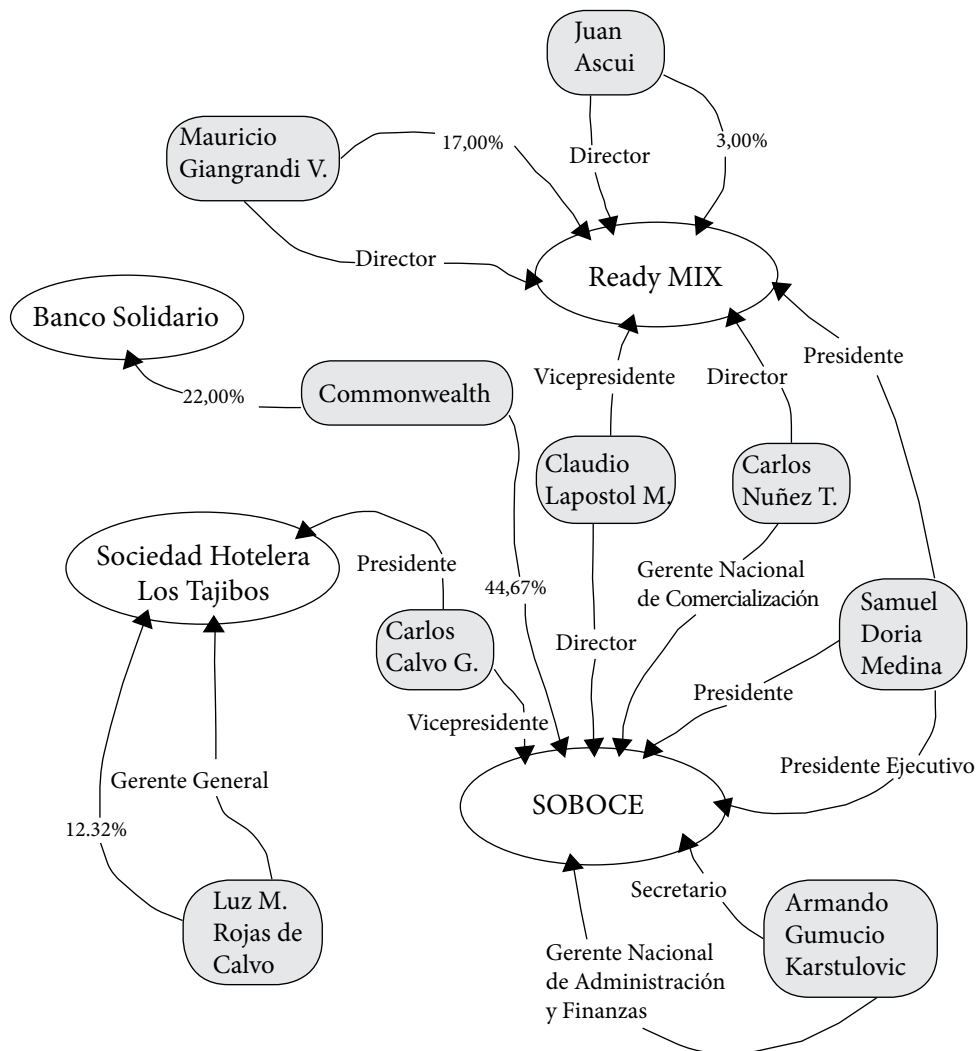 Juan
Ascui
Mauricio
Giangrandi V.
17,00%
Director
3,00%
Director
Ready MIX
Banco Solidario
22,00%
Commonwealth
Vicepresidente
Director
Presidente
Claudio
Lapostol M.
Carlos
Nuñez T.
Sociedad Hotelera
Los Tajibos
Presidente
44,67%
Gerente Nacional
de Comercialización
Carlos
Calvo G.
Director
Samuel
Doria
Medina
Presidente
Vicepresidente
Presidente Ejecutivo
Gerente General
SOBOCE
12.32%
Luz M.
Rojas de
Calvo
Secretario
Armando
Gumucio
Karstulovic
Gerente Nacional
de Administración
y Finanzas